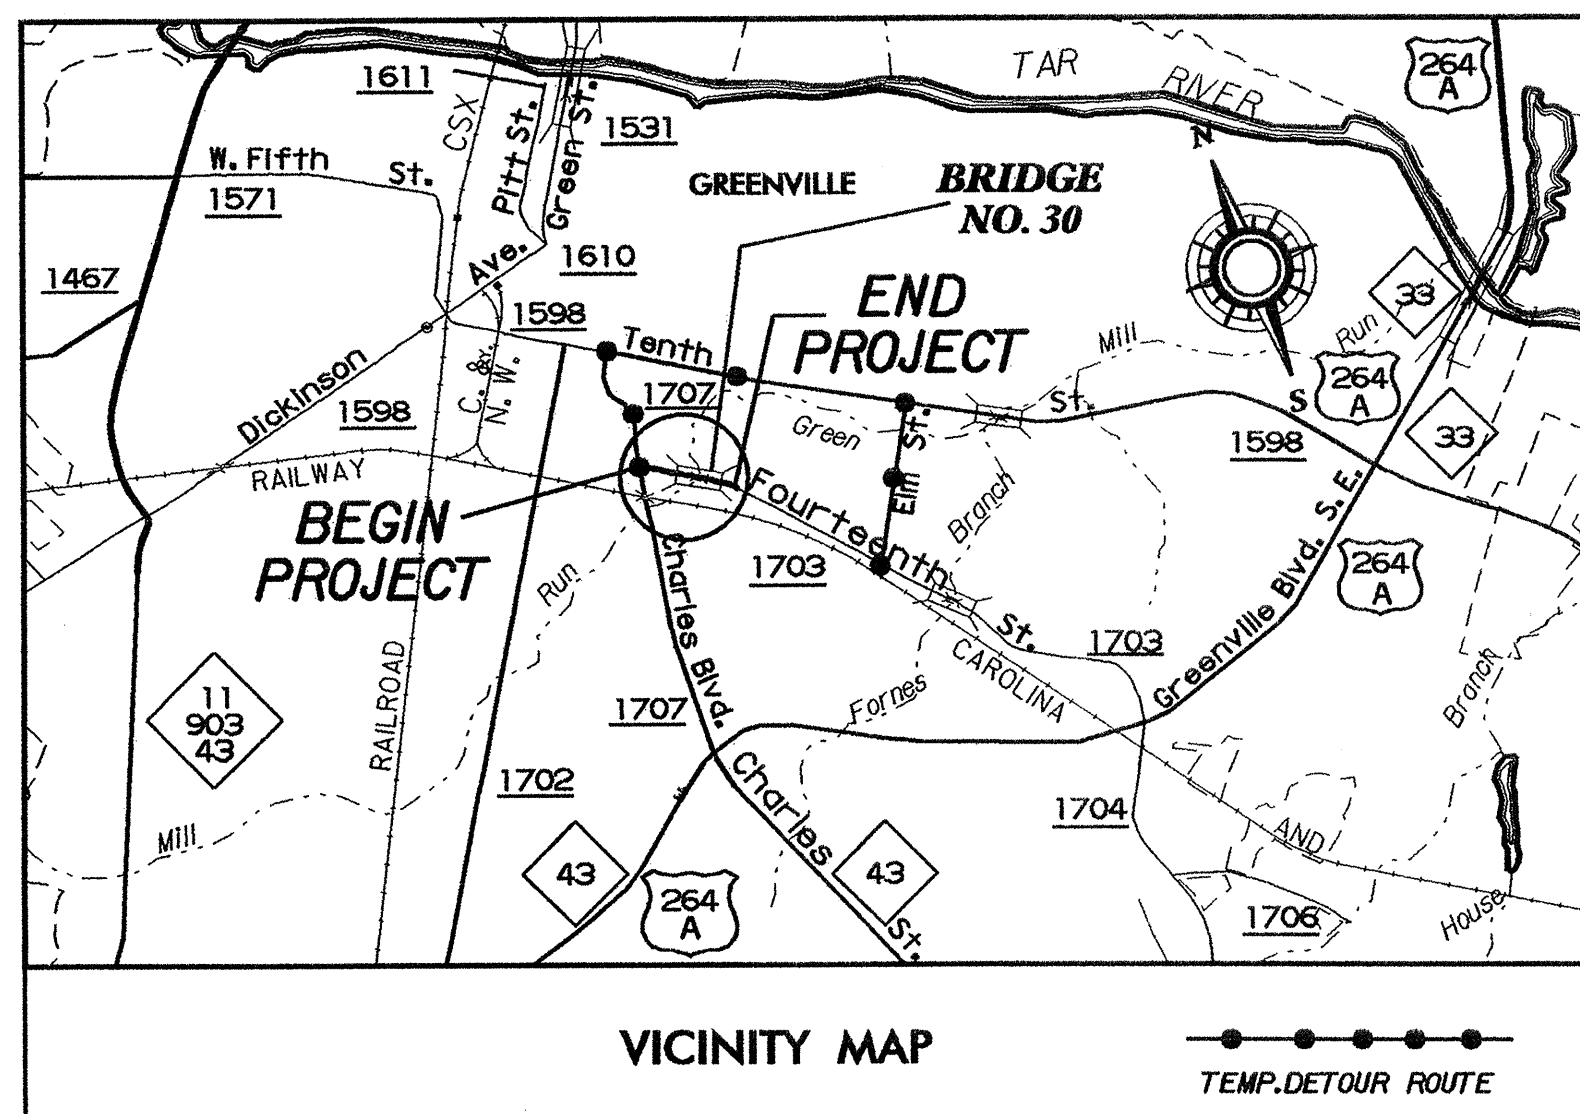 TAR
RIVER
264
A
1611
CSX
Pitt St.
Green St.
1531
W. Fifth St.
1571
GREENVILLE
BRIDGE
NO. 30
N
1467
Ave.
1610
33
1598
END
PROJECT
Mill
Run
Tenth
264
A
Dickinson
1598
C. & Y.
N. W.
1707
St.
St.
S
Green
1598
33
RAILWAY
Elm
Fourteenth
Branch
BEGIN
PROJECT
Charles Blvd.
1703
Run
264
A
Greenville Blvd. S. E.
St.
1703
CAROLINA
RAILROAD
11
903
43
1707
Fornes
Branch
1702
Charles
1704
Mill
AND
43
43
264
A
St.
1706
House
VICINITY MAP
TEMP.DETOUR ROUTE